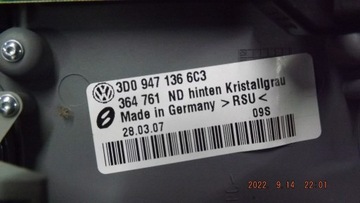 3D0 947 136 6C3
364 761 ND hinten Kristallgrau
Made in Germany >RSU<
28.03.07
09S
2022/ 9/14 22:01